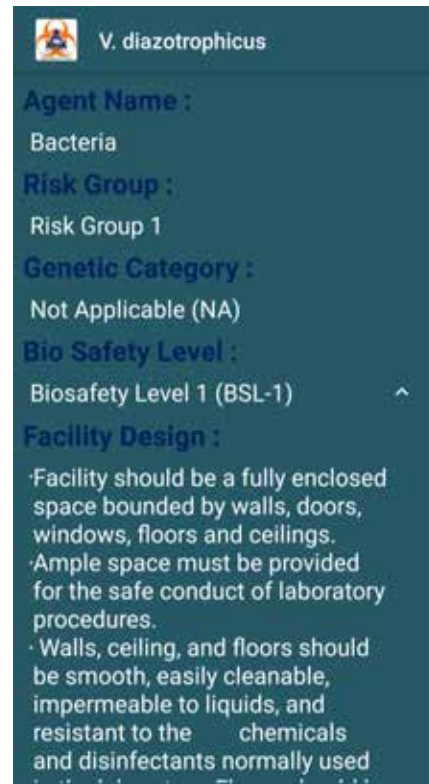 V. diazotrophicus
Agent Name :
Bacteria
Risk Group :
Risk Group 1
Genetic Category :
Not Applicable (NA)
Bio Safety Level :
Biosafety Level 1 (BSL-1)
Facility Design :
·Facility should be a fully enclosed
space bounded by walls, doors,
windows, floors and ceilings.
·Ample space must be provided
for the safe conduct of laboratory
procedures.
· Walls, ceiling, and floors should
be smooth, easily cleanable,
impermeable to liquids, and
resistant to the chemicals
and disinfectants normally used